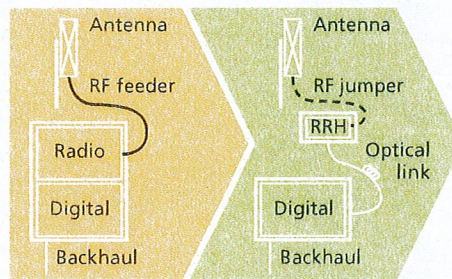 Antenna
RF feeder
Radio
Digital
Backhaul
Antenna
RF jumper
RRH
Optical
link
Digital
Backhaul